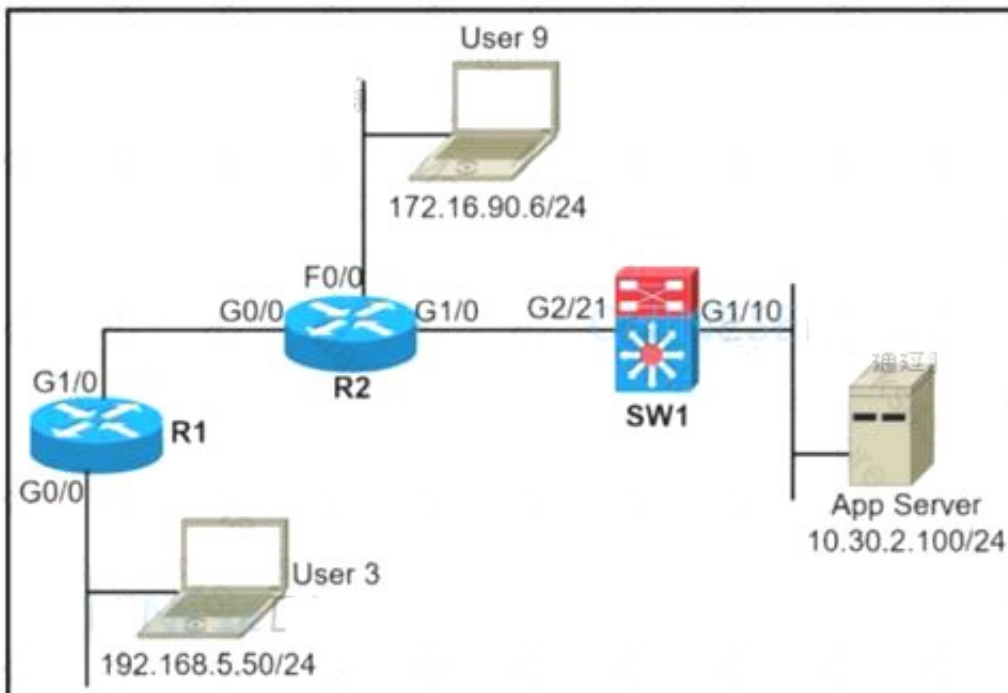 User 9
172.16.90.6/24
F0/0
G0/0
G1/0
G2/21
G1/10
R2
SW1
G1/0
R1
G0/0
App Server
10.30.2.100/24
User 3
192.168.5.50/24